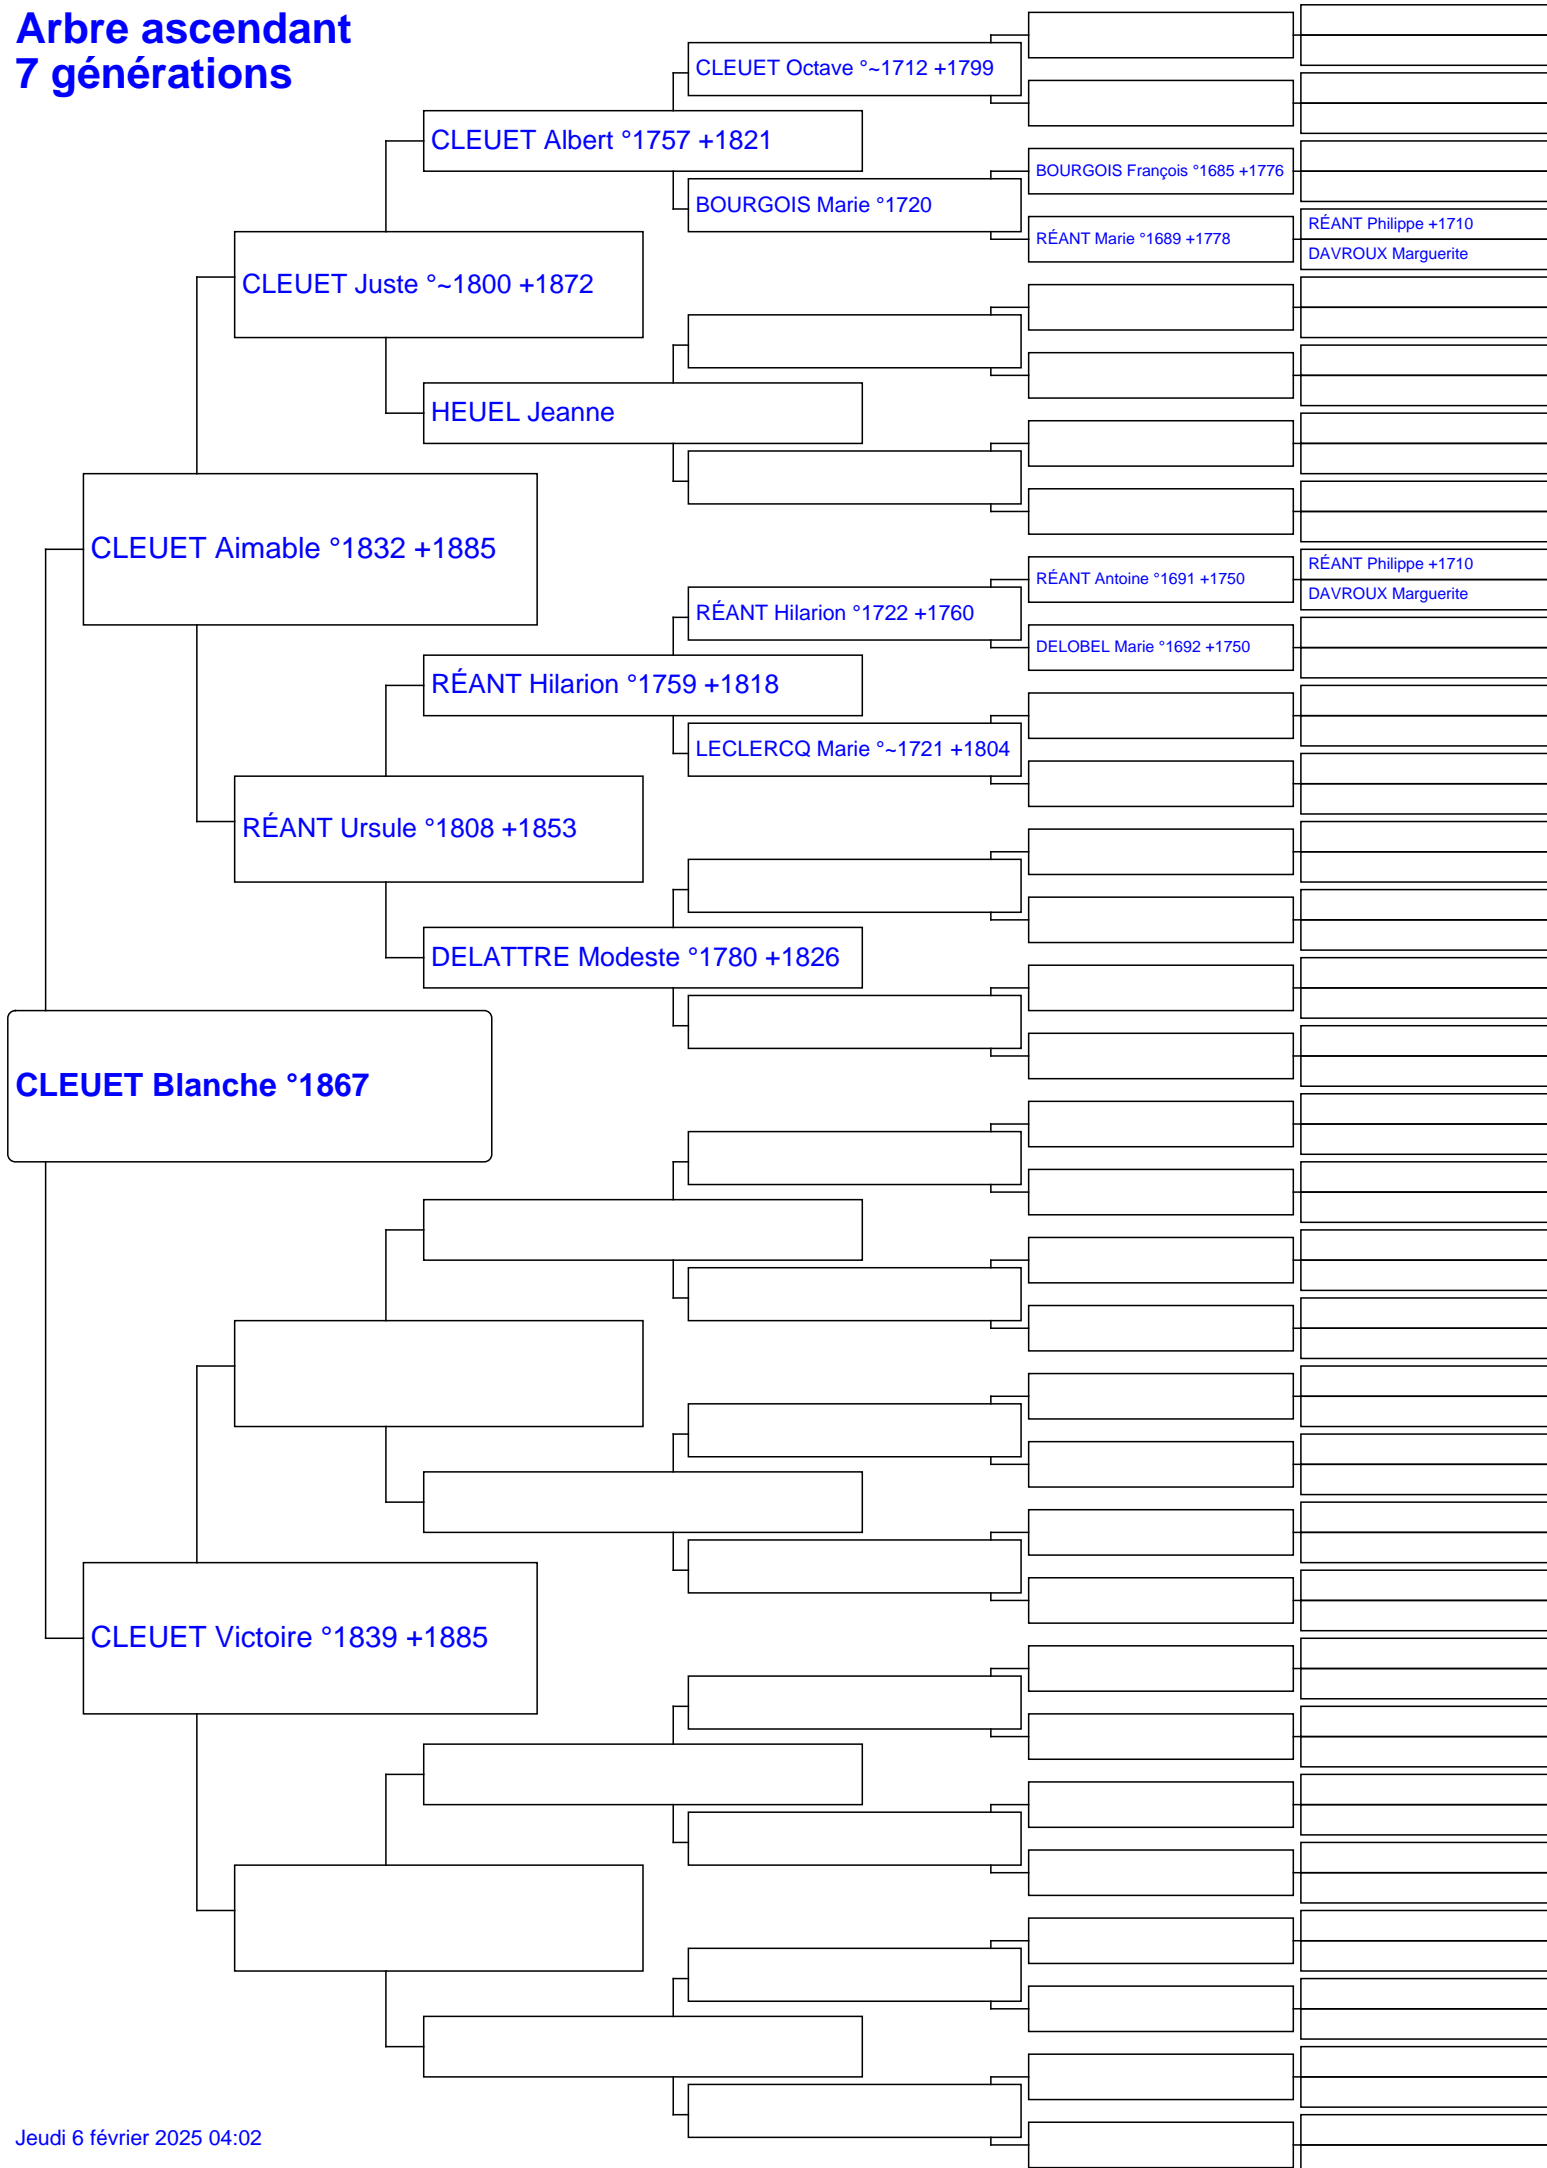 Arbre ascendant
7 générations
CLEUET Octave °~1712 +1799
CLEUET Albert °1757 +1821
BOURGOIS François °1685 +1776
BOURGOIS Marie °1720
RÉANT Philippe +1710
RÉANT Marie °1689 +1778
DAVROUX Marguerite
CLEUET Juste °~1800 +1872
HEUEL Jeanne
CLEUET Aimable °1832 +1885
RÉANT Philippe +1710
RÉANT Antoine °1691 +1750
DAVROUX Marguerite
RÉANT Hilarion °1722 +1760
DELOBEL Marie °1692 +1750
RÉANT Hilarion °1759 +1818
LECLERCQ Marie °~1721 +1804
RÉANT Ursule °1808 +1853
DELATTRE Modeste °1780 +1826
CLEUET Blanche °1867
CLEUET Victoire °1839 +1885
Jeudi 6 février 2025 04:02